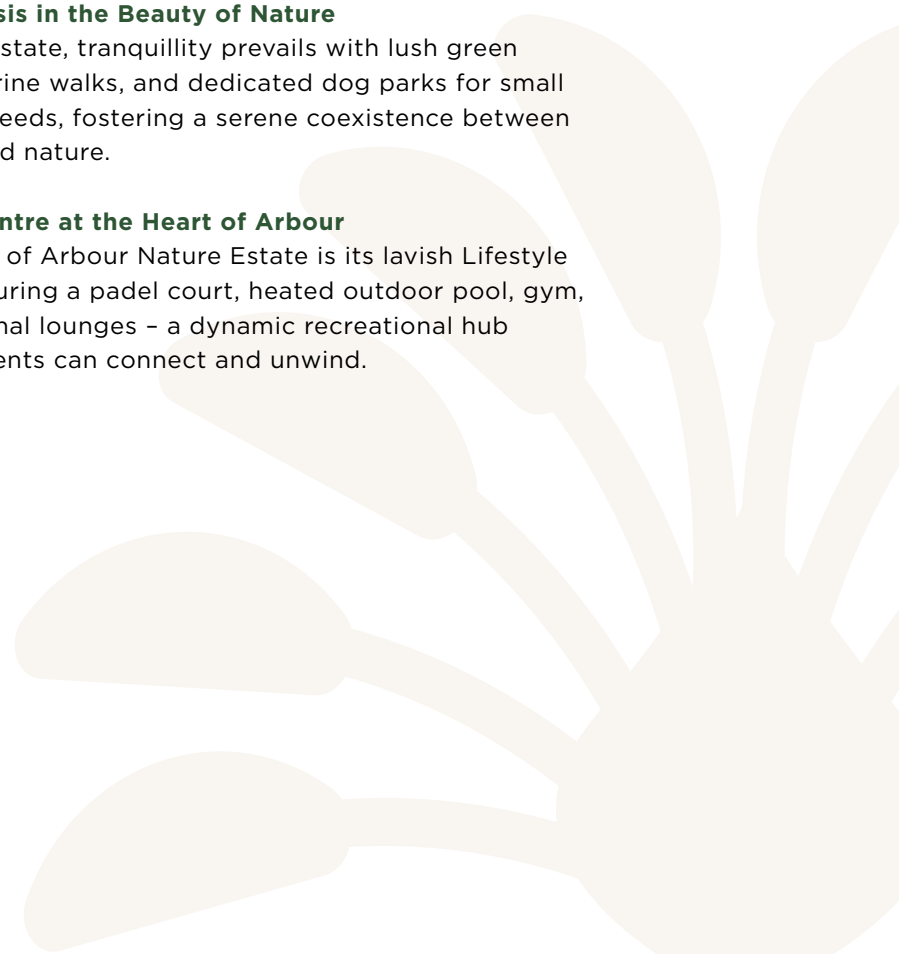 sis in the Beauty of Nature
state, tranquillity prevails with lush green
rine walks, and dedicated dog parks for small
eeds, fostering a serene coexistence between
d nature.
ntre at the Heart of Arbour
of Arbour Nature Estate is its lavish Lifestyle
uring a padel court, heated outdoor pool, gym,
nal lounges – a dynamic recreational hub
ents can connect and unwind.